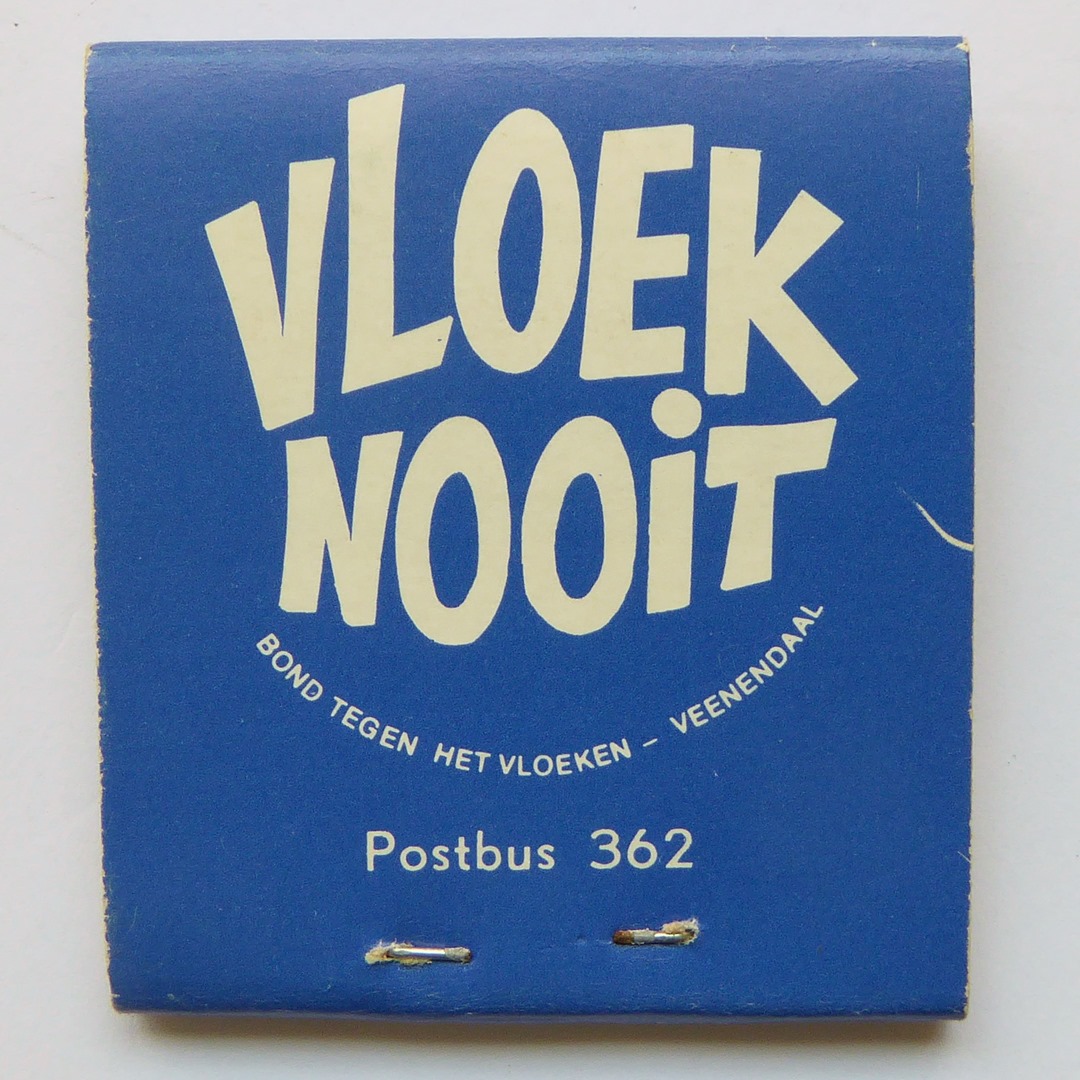 VLOEK
NOOiT
BOND TEGEN HET VLOEKEN – VEENENDAAL
Postbus 362